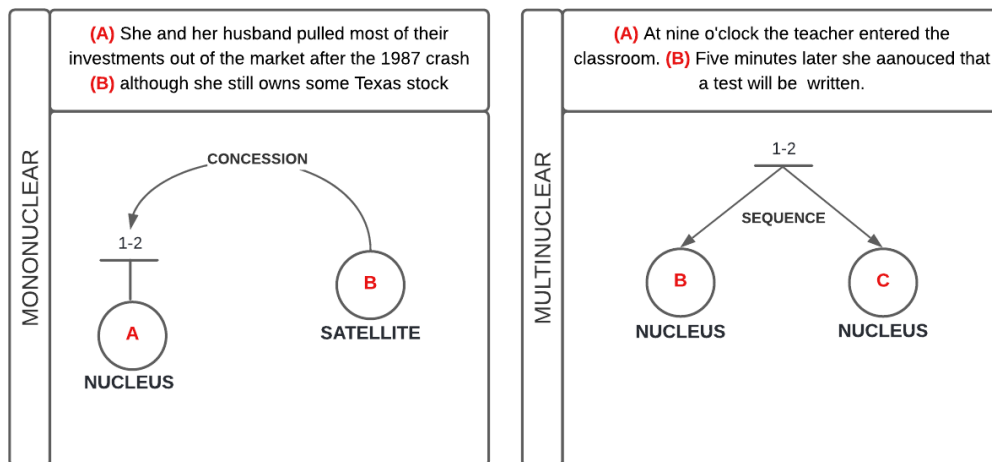 MONONUCLEAR
(A) She and her husband pulled most of their
investments out of the market after the 1987 crash
(B) although she still owns some Texas stock
CONCESSION
1-2
A
NUCLEUS
B
SATELLITE
MULTINUCLEAR
(A) At nine o'clock the teacher entered the
classroom. (B) Five minutes later she aanouced that
a test will be written.
1-2
SEQUENCE
B
NUCLEUS
C
NUCLEUS